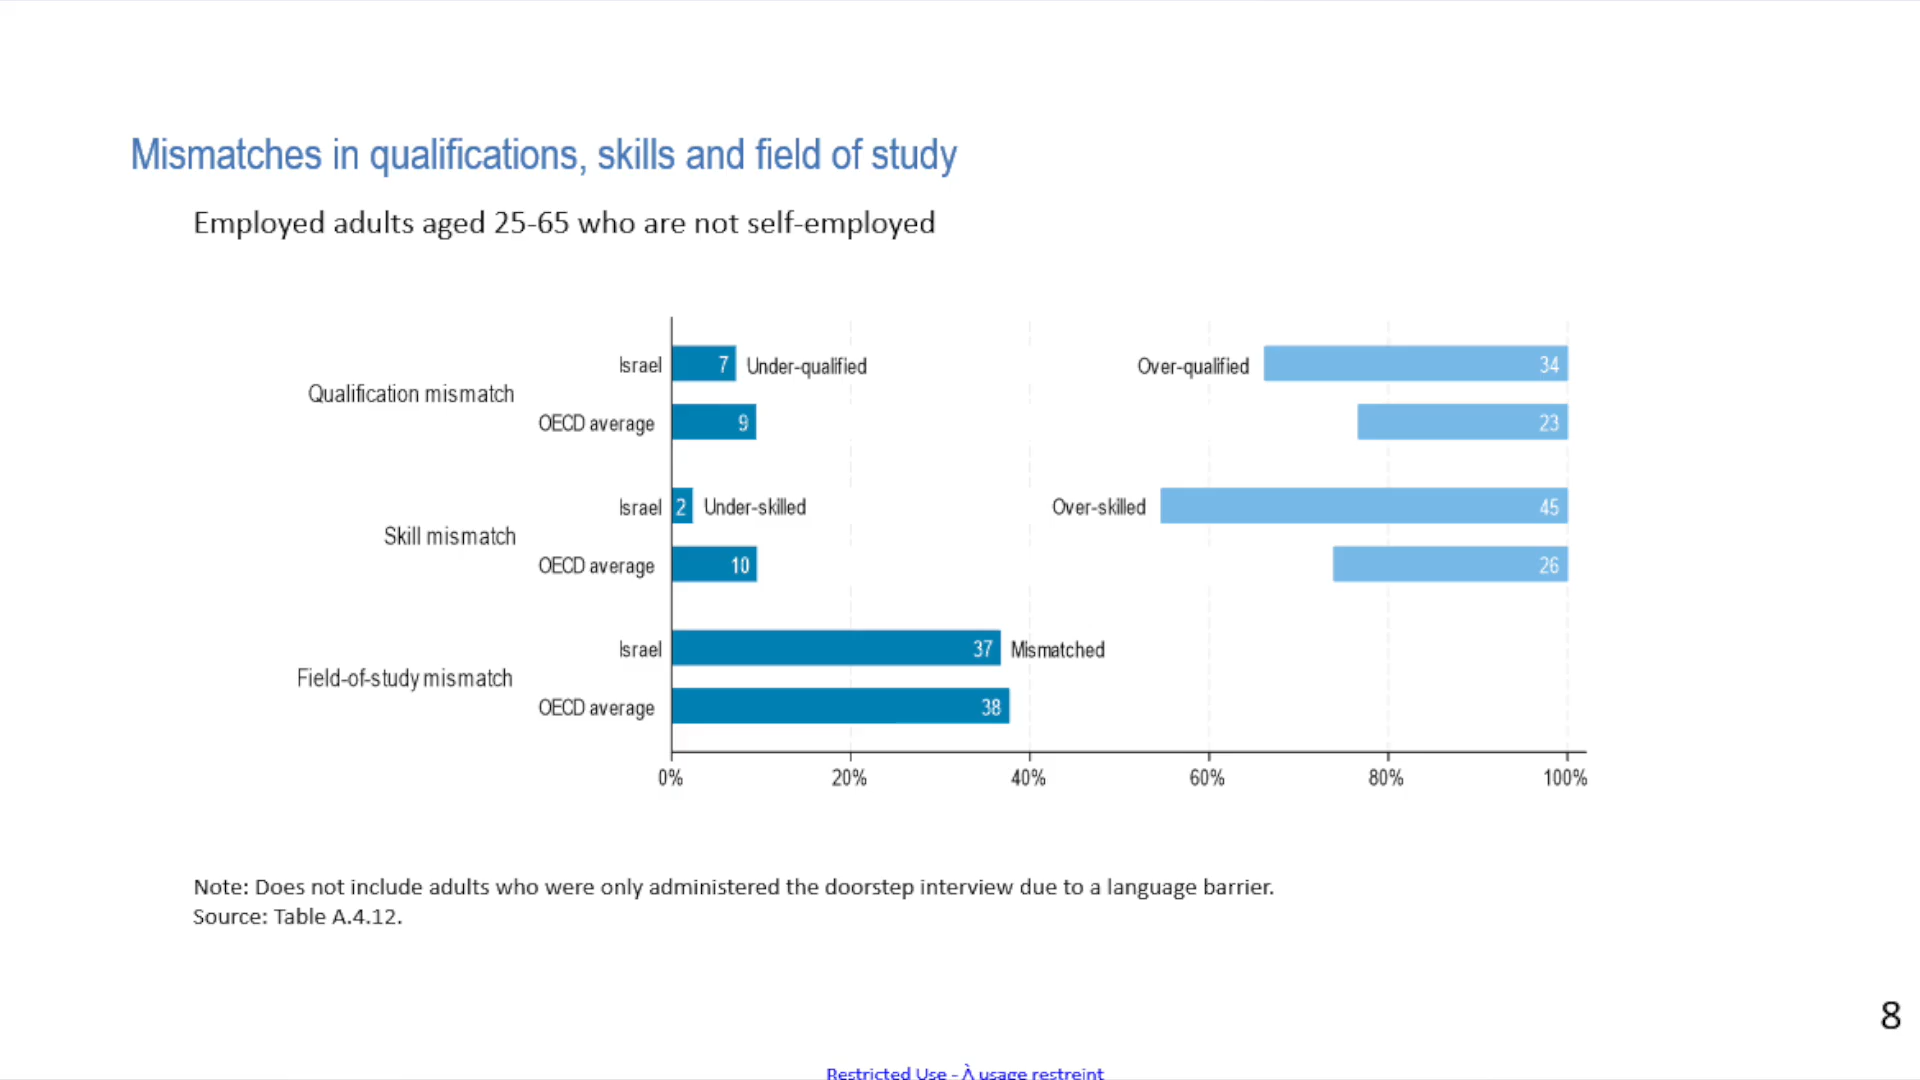 Mismatches in qualifications, skills and field of study
Employed adults aged 25-65 who are not self-employed
Qualification mismatch
Israel 7 Under-qualified Over-qualified 34
OECD average 9 23
Skill mismatch
Israel 2 Under-skilled Over-skilled 45
OECD average 10 26
Field-of-study mismatch
Israel 37 Mismatched
OECD average 38
0% 20% 40% 60% 80% 100%
Note: Does not include adults who were only administered the doorstep interview due to a language barrier.
Source: Table A.4.12.
8
Restricted Use - À usage restreint